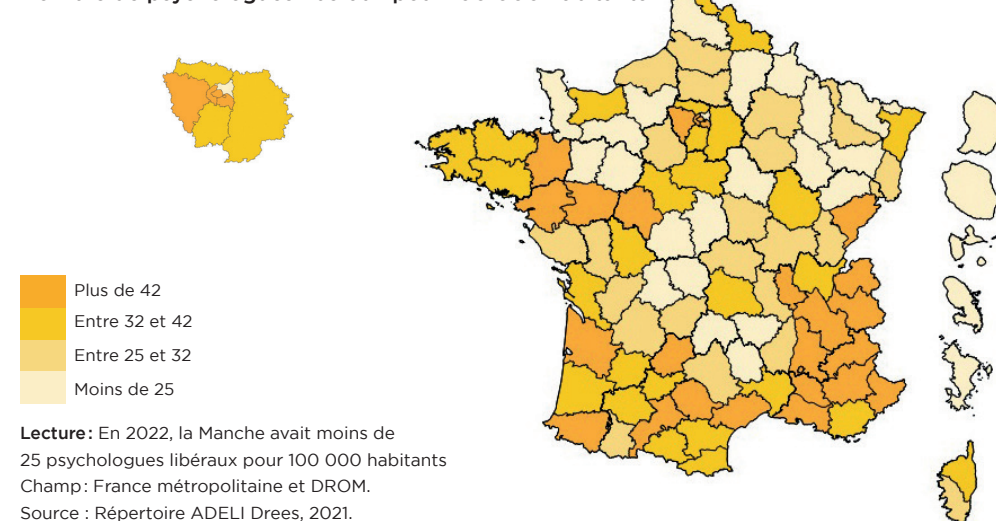 Plus de 42
Entre 32 et 42
Entre 25 et 32
Moins de 25
Lecture : En 2022, la Manche avait moins de
25 psychologues libéraux pour 100 000 habitants
Champ : France métropolitaine et DROM.
Source : Répertoire ADELI Drees, 2021.